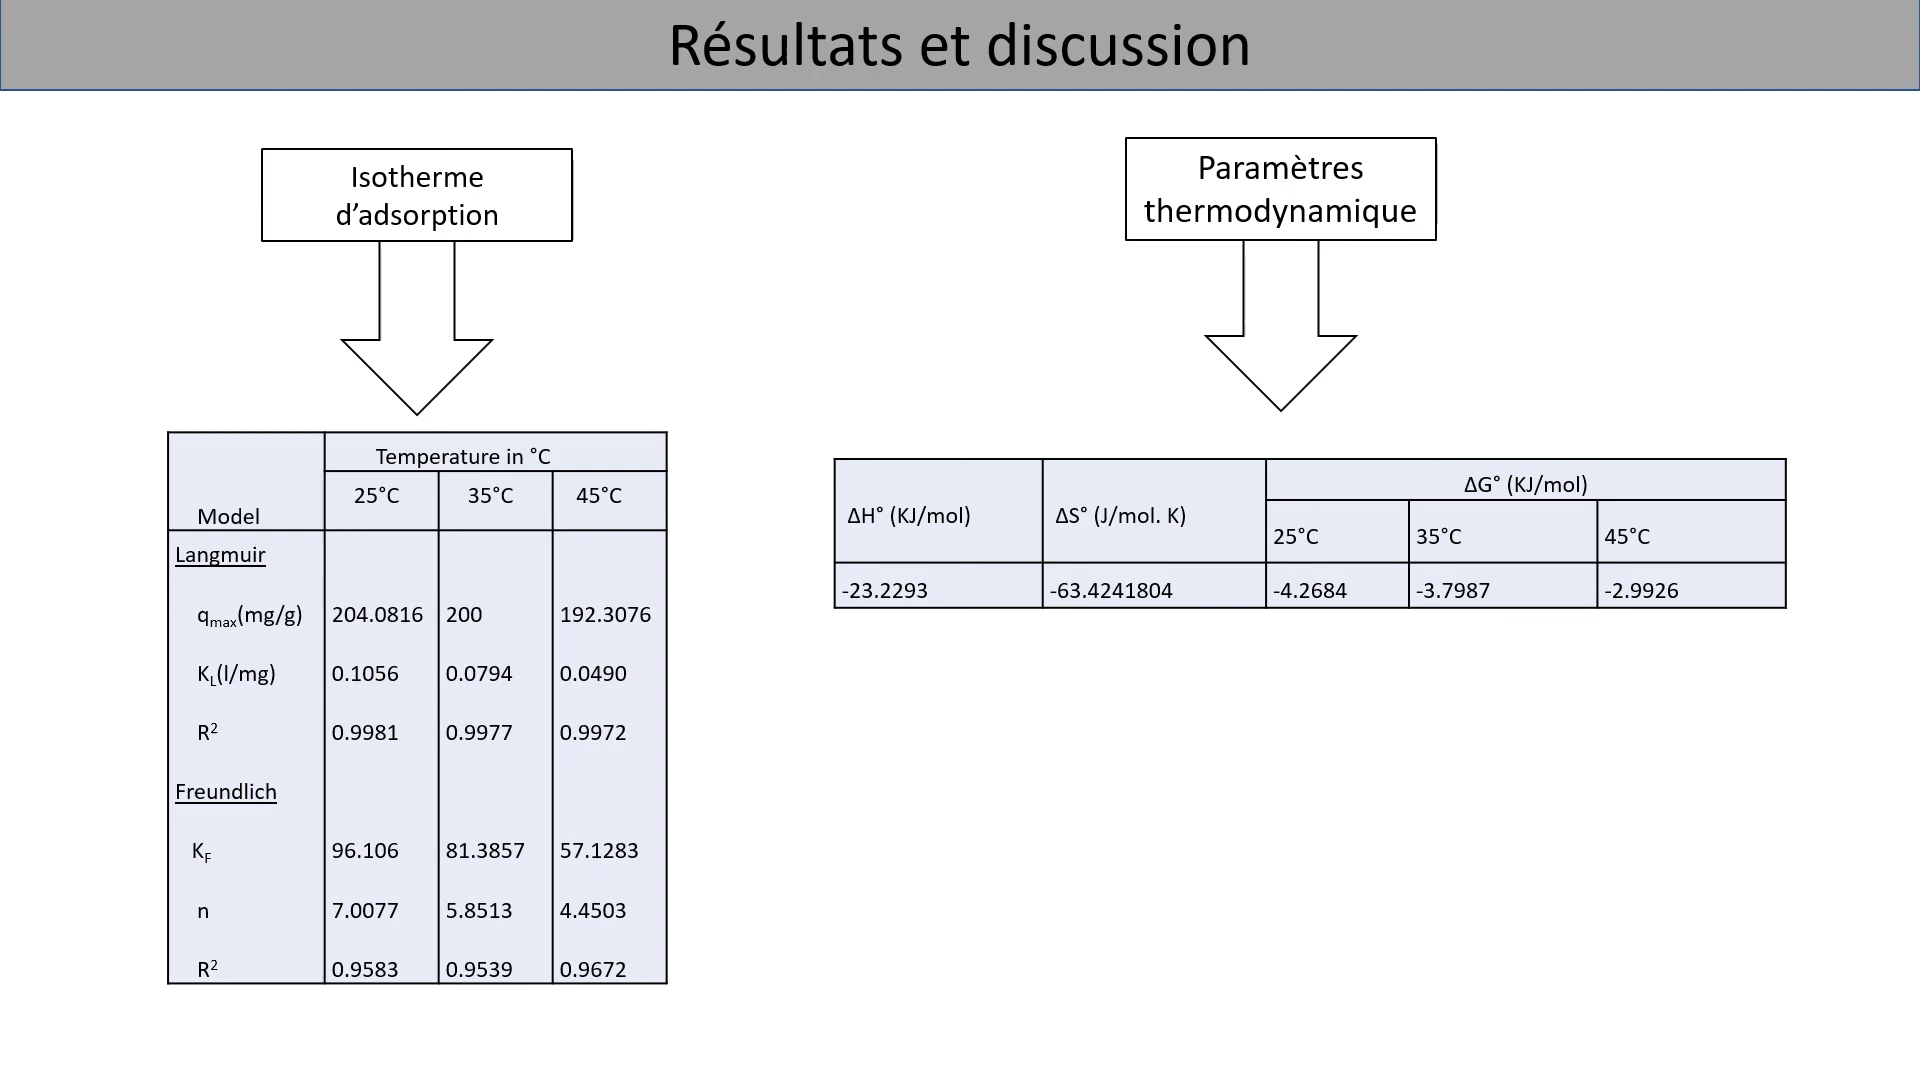 Résultats et discussion
Isotherme
d’adsorption
Paramètres
thermodynamique
Model
Temperature in °C
25°C 35°C 45°C
Langmuir
qmax(mg/g) 204.0816 200 192.3076
KL(l/mg) 0.1056 0.0794 0.0490
R2 0.9981 0.9977 0.9972
Freundlich
KF 96.106 81.3857 57.1283
n 7.0077 5.8513 4.4503
R2 0.9583 0.9539 0.9672
ΔH° (KJ/mol) ΔS° (J/mol. K) ΔG° (KJ/mol)
25°C 35°C 45°C
-23.2293 -63.4241804 -4.2684 -3.7987 -2.9926